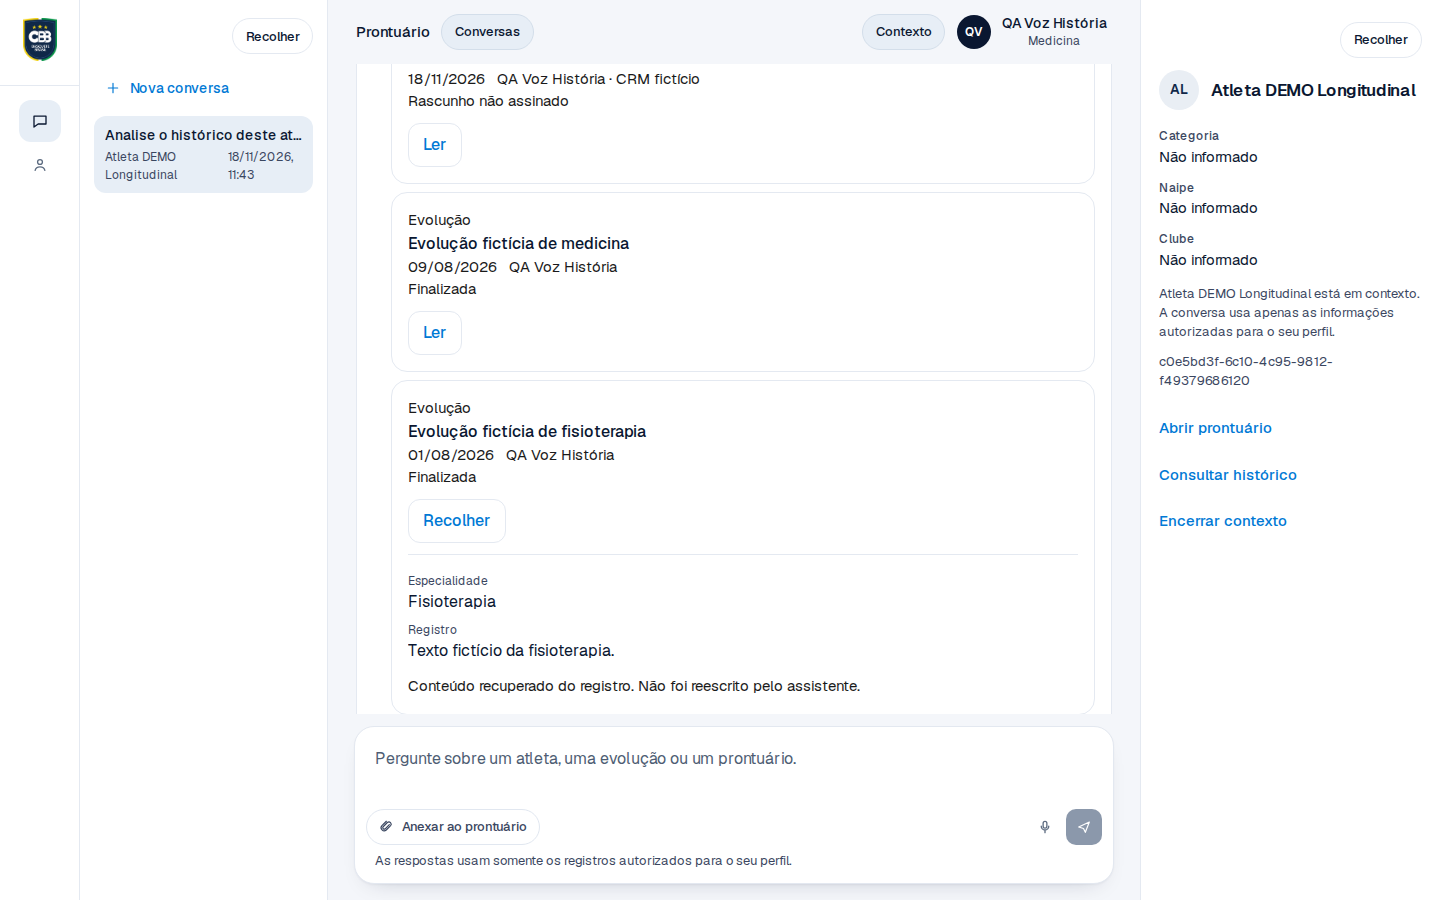 CBB
Recolher
Nova conversa
Analise o histórico deste at...
Atleta DEMO Longitudinal
18/11/2026, 11:43
Prontuário
Conversas
Contexto
QV
QA Voz História
Medicina
18/11/2026 QA Voz História · CRM fictício
Rascunho não assinado
Ler
Evolução
Evolução fictícia de medicina
09/08/2026 QA Voz História
Finalizada
Ler
Evolução
Evolução fictícia de fisioterapia
01/08/2026 QA Voz História
Finalizada
Recolher
Especialidade
Fisioterapia
Registro
Texto fictício da fisioterapia.
Conteúdo recuperado do registro. Não foi reescrito pelo assistente.
Pergunte sobre um atleta, uma evolução ou um prontuário.
Anexar ao prontuário
As respostas usam somente os registros autorizados para o seu perfil.
Recolher
AL
Atleta DEMO Longitudinal
Categoria
Não informado
Naipe
Não informado
Clube
Não informado
Atleta DEMO Longitudinal está em contexto.
A conversa usa apenas as informações
autorizadas para o seu perfil.
c0e5bd3f-6c10-4c95-9812-
f49379686120
Abrir prontuário
Consultar histórico
Encerrar contexto